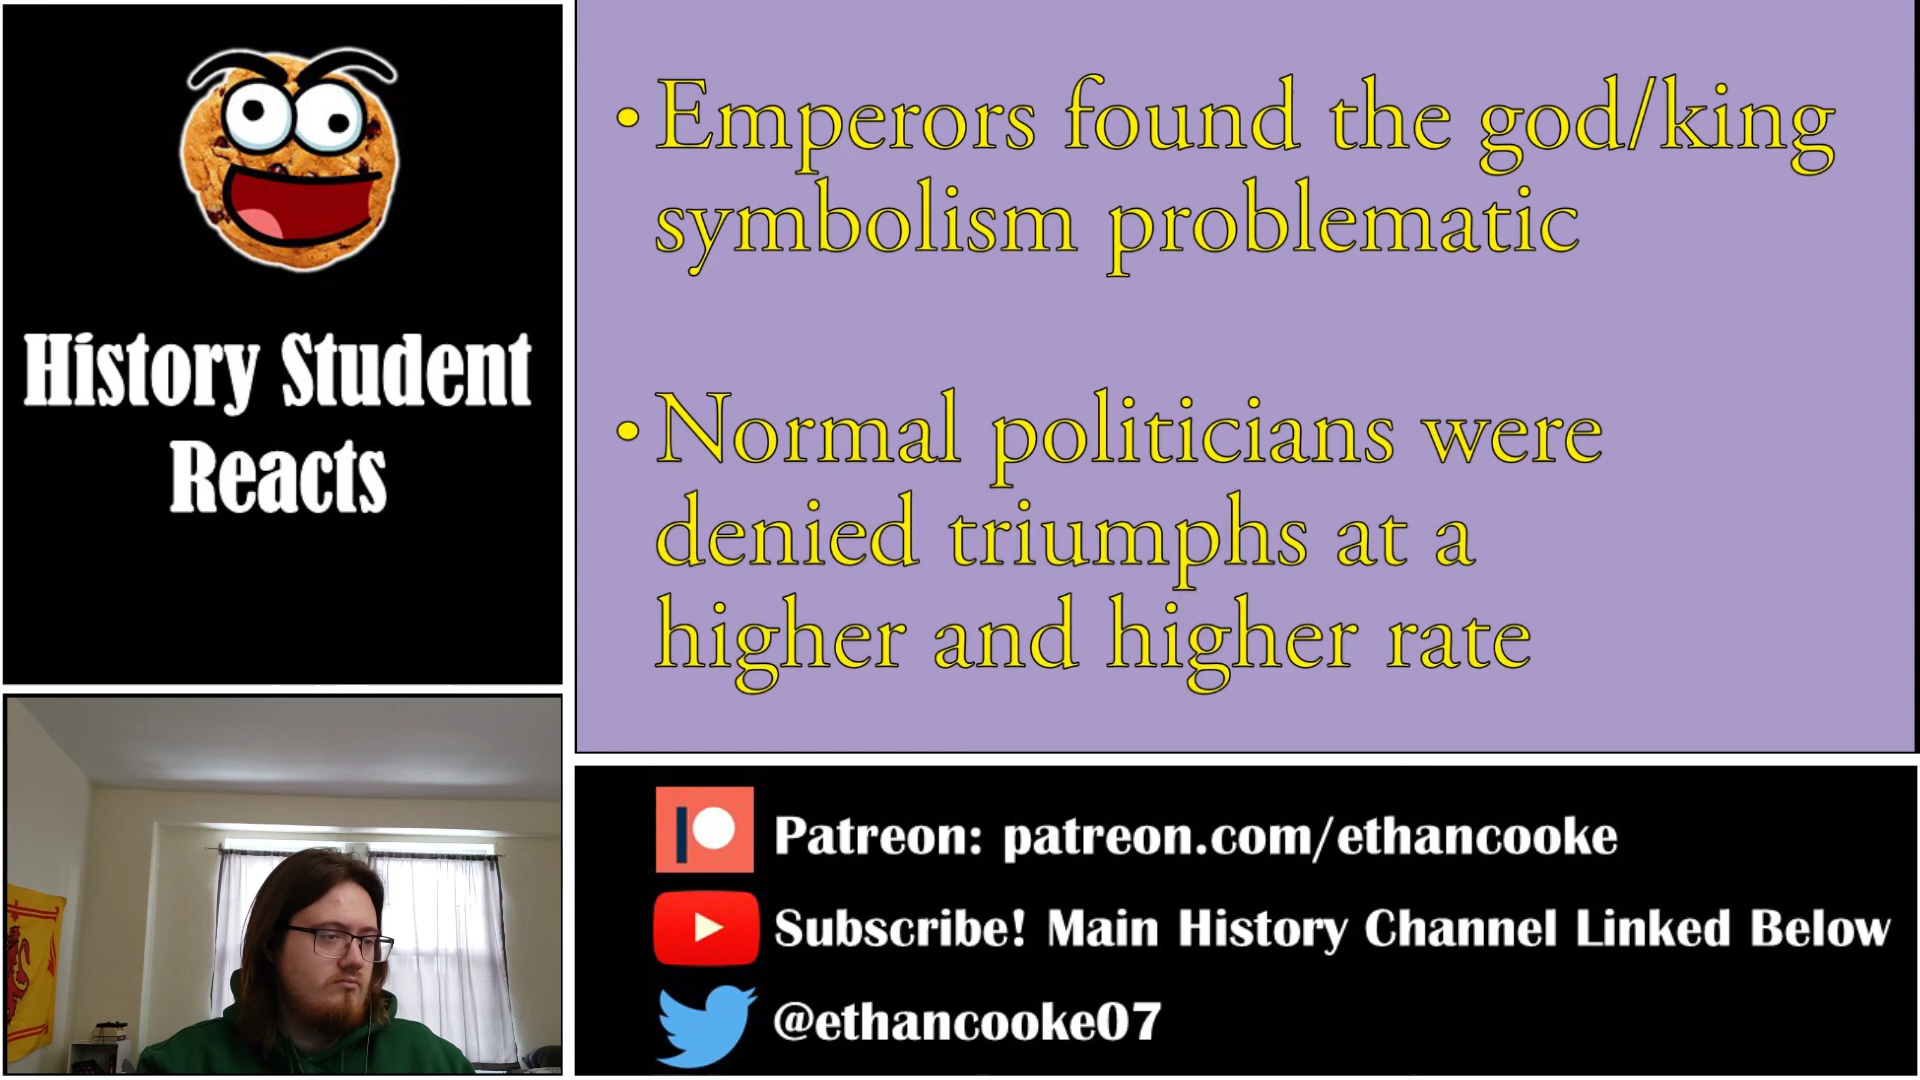 History Student
Reacts
• Emperors found the god/king
symbolism problematic
• Normal politicians were
denied triumphs at a
higher and higher rate
Patreon: patreon.com/ethancooke
Subscribe! Main History Channel Linked Below
@ethancooke07